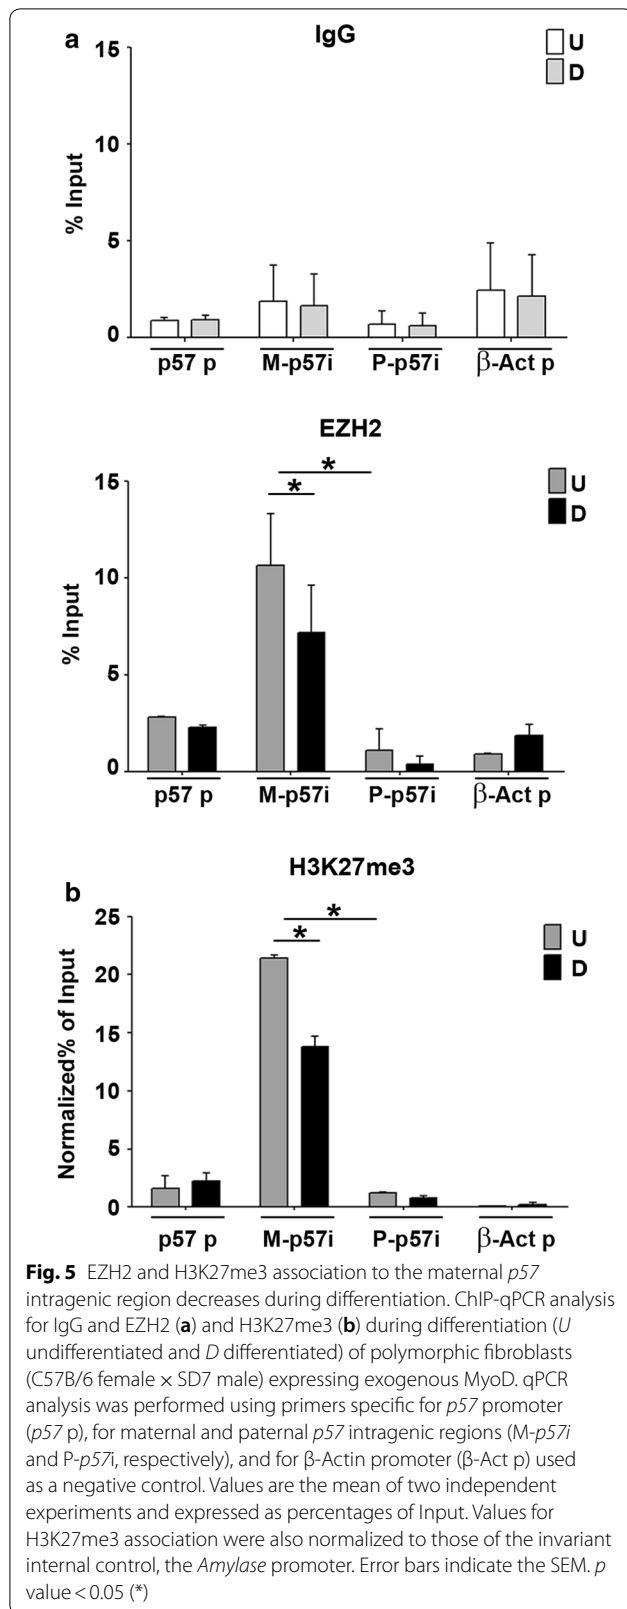 a
IgG
U
D
15
10
5
0
% Input
p57 p M-p57i P-p57i β-Act p
EZH2
*
*
U
D
15
10
5
0
% Input
p57 p M-p57i P-p57i β-Act p
b
H3K27me3
*
*
U
D
25
20
15
10
5
0
Normalized% of Input
p57 p M-p57i P-p57i β-Act p
Fig. 5 EZH2 and H3K27me3 association to the maternal p57
intragenic region decreases during differentiation. ChIP-qPCR analysis
for IgG and EZH2 (a) and H3K27me3 (b) during differentiation (U
undifferentiated and D differentiated) of polymorphic fibroblasts
(C57B/6 female × SD7 male) expressing exogenous MyoD. qPCR
analysis was performed using primers specific for p57 promoter
(p57 p), for maternal and paternal p57 intragenic regions (M-p57i
and P-p57i, respectively), and for β-Actin promoter (β-Act p) used
as a negative control. Values are the mean of two independent
experiments and expressed as percentages of Input. Values for
H3K27me3 association were also normalized to those of the invariant
internal control, the Amylase promoter. Error bars indicate the SEM. p
value < 0.05 (*)